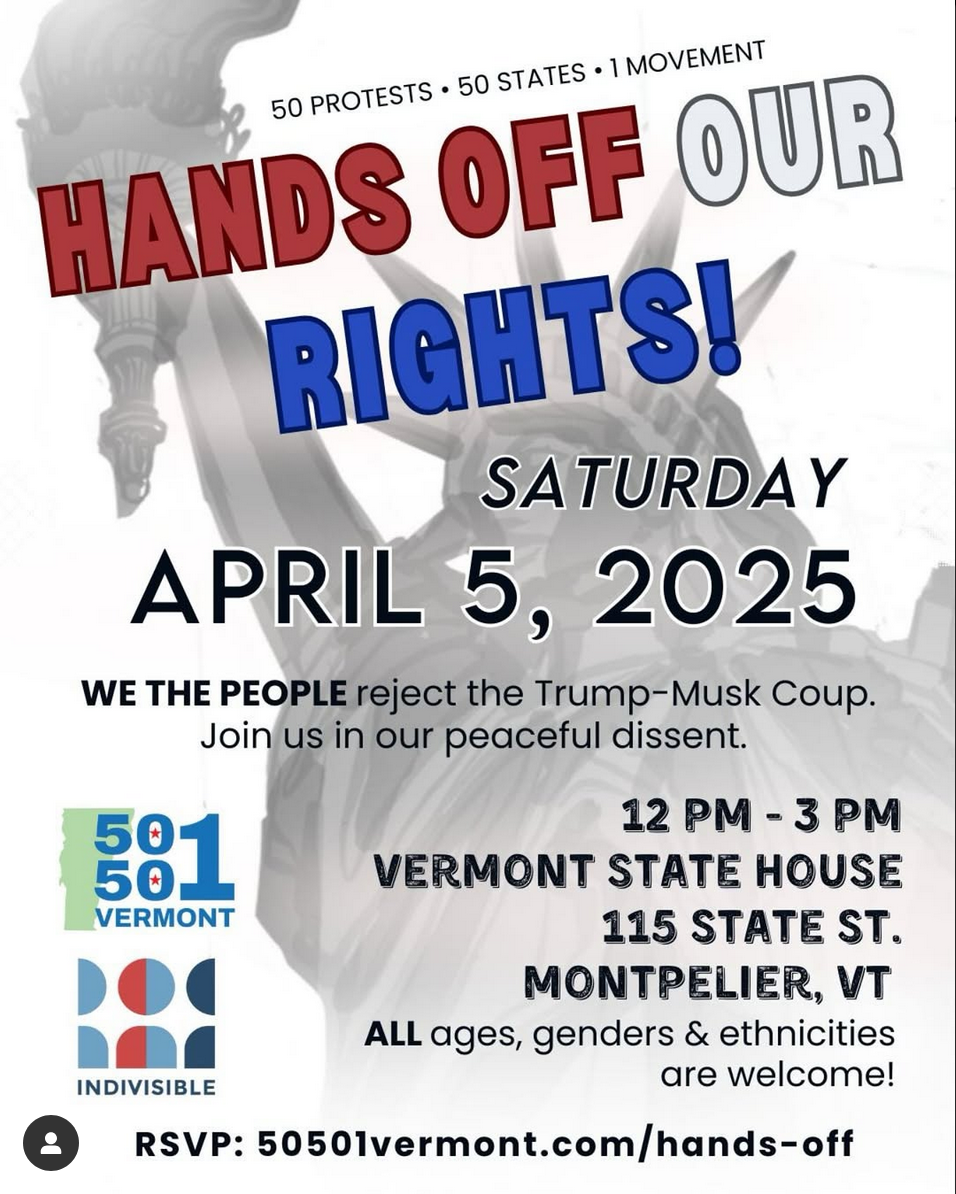 50 PROTESTS • 50 STATES • 1 MOVEMENT
HANDS OFF OUR
RIGHTS!
SATURDAY
APRIL 5, 2025
WE THE PEOPLE reject the Trump-Musk Coup.
Join us in our peaceful dissent.
50501
VERMONT
INDIVISIBLE
12 PM - 3 PM
VERMONT STATE HOUSE
115 STATE ST.
MONTPELIER, VT
ALL ages, genders & ethnicities
are welcome!
RSVP: 50501vermont.com/hands-off